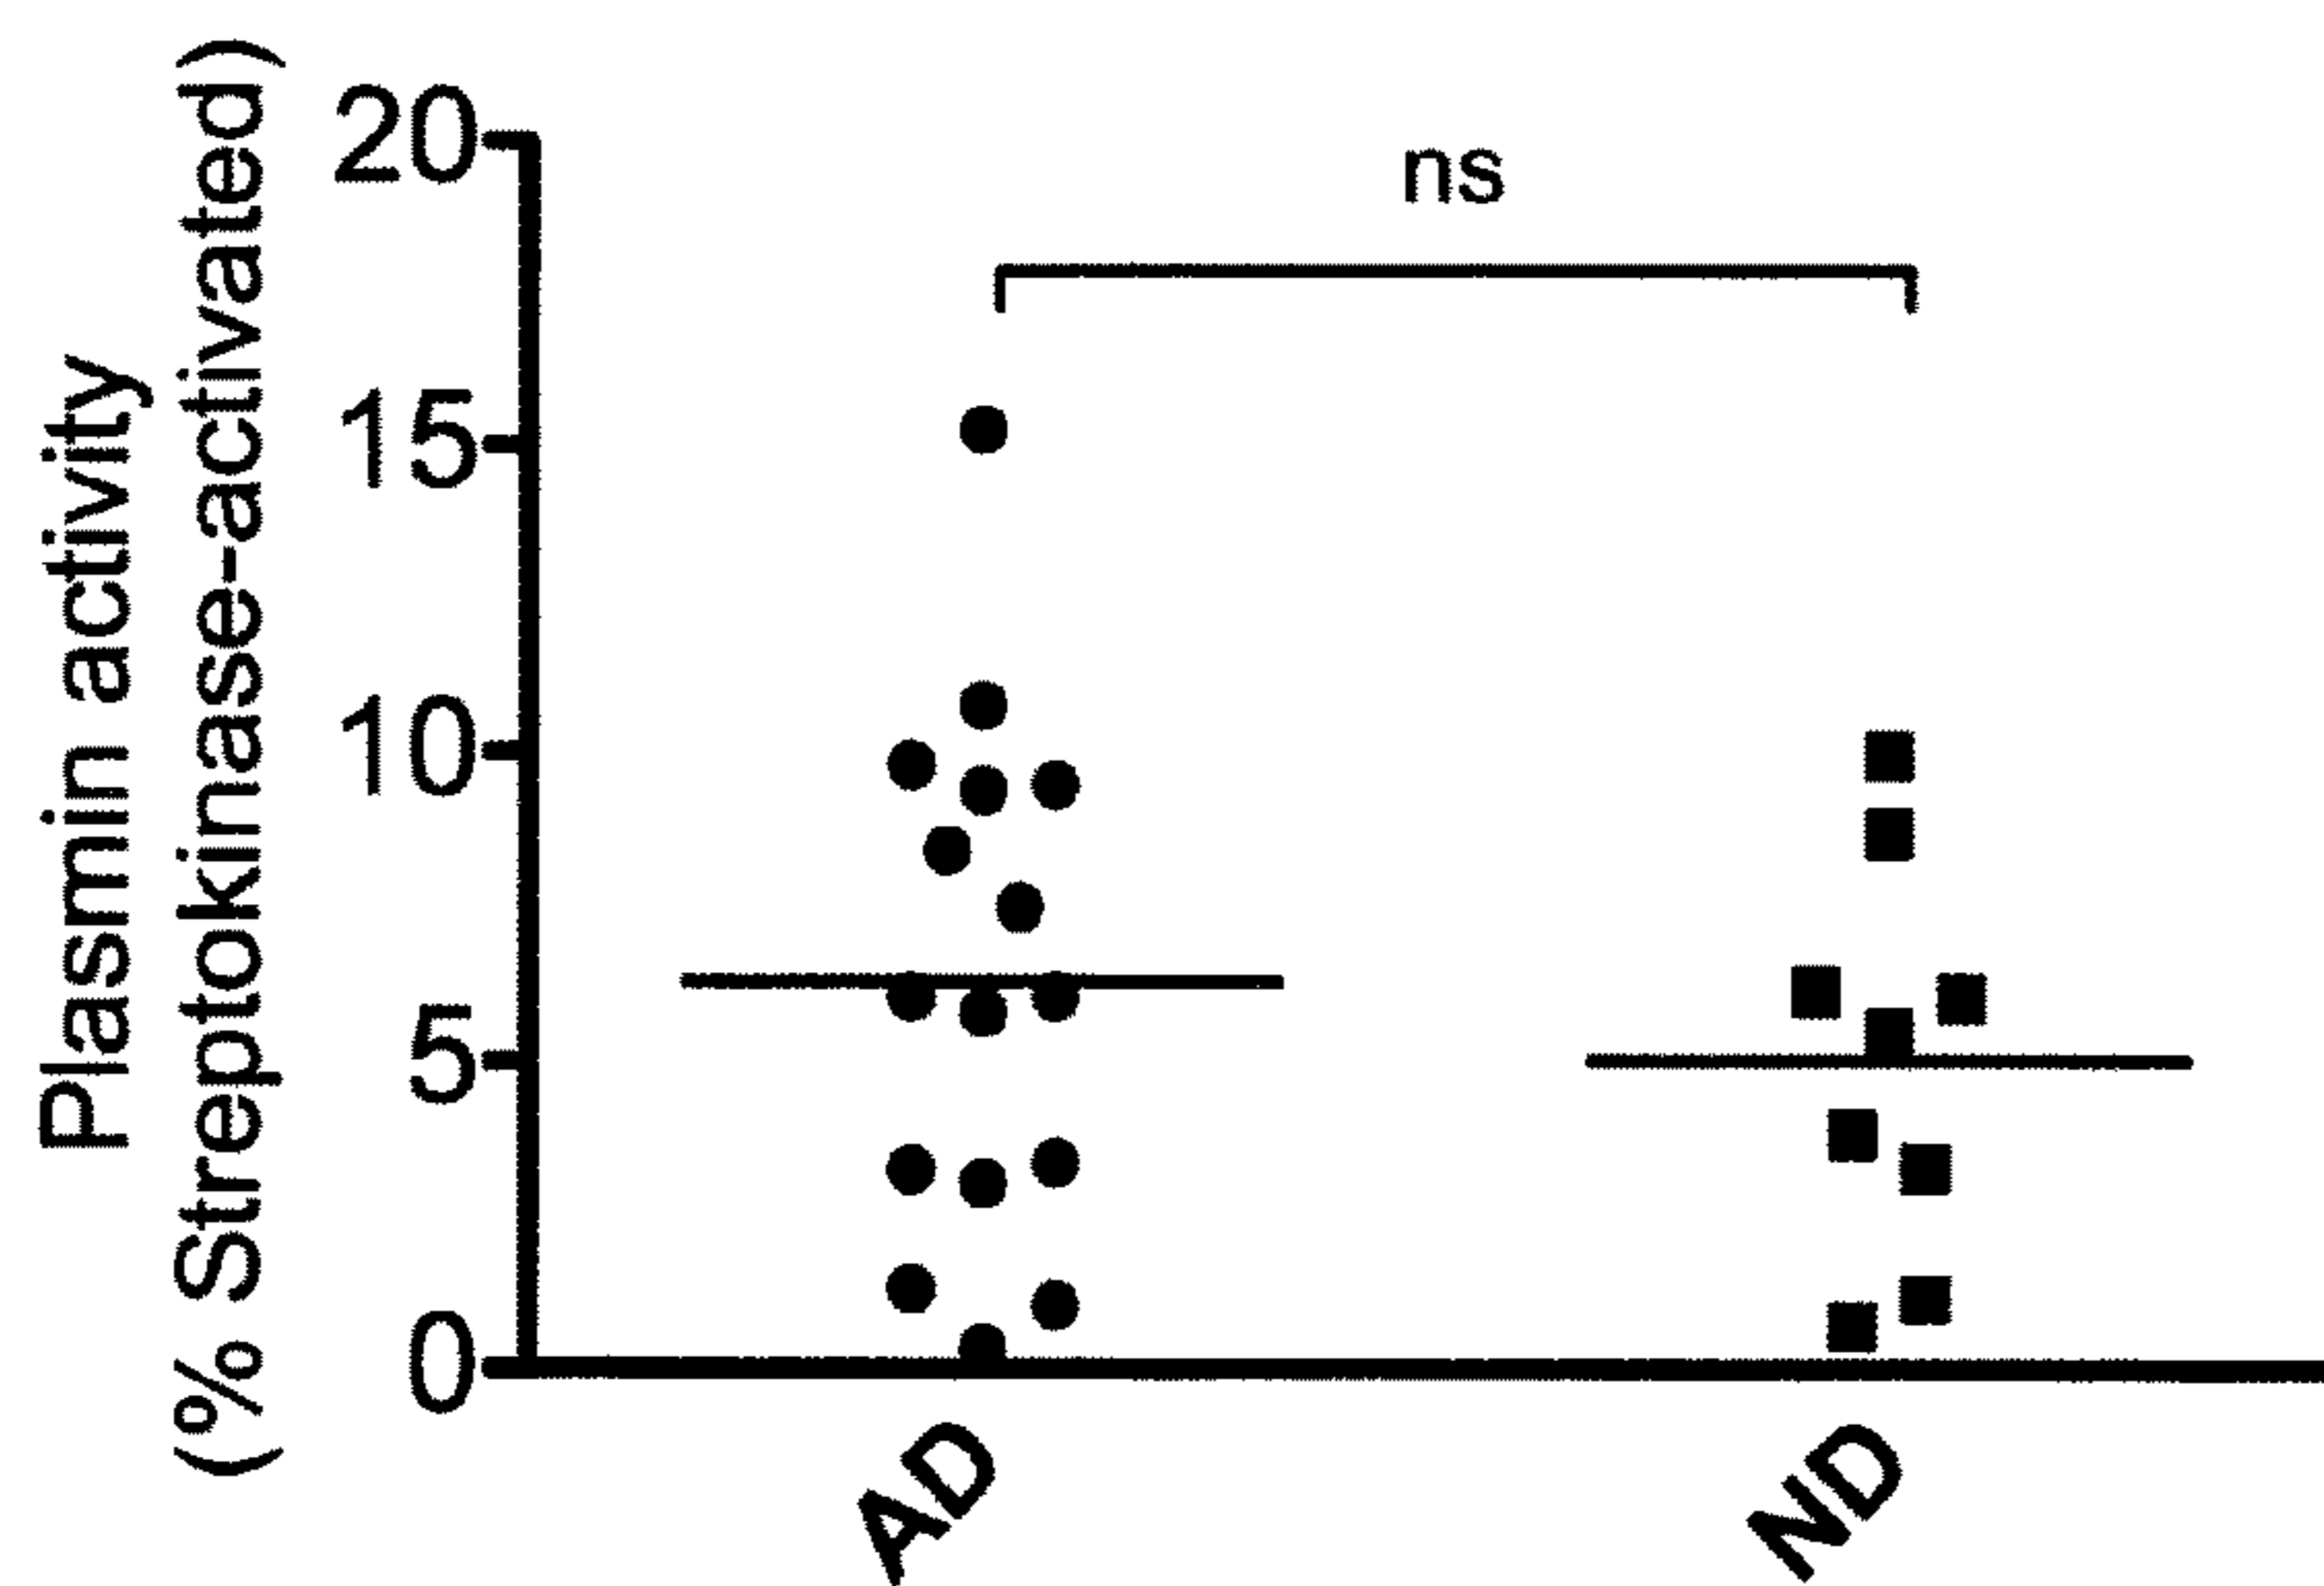 Plasmin activity
(% Streptokinase-activated)
20
15
10
5
0
ns
AD
ND